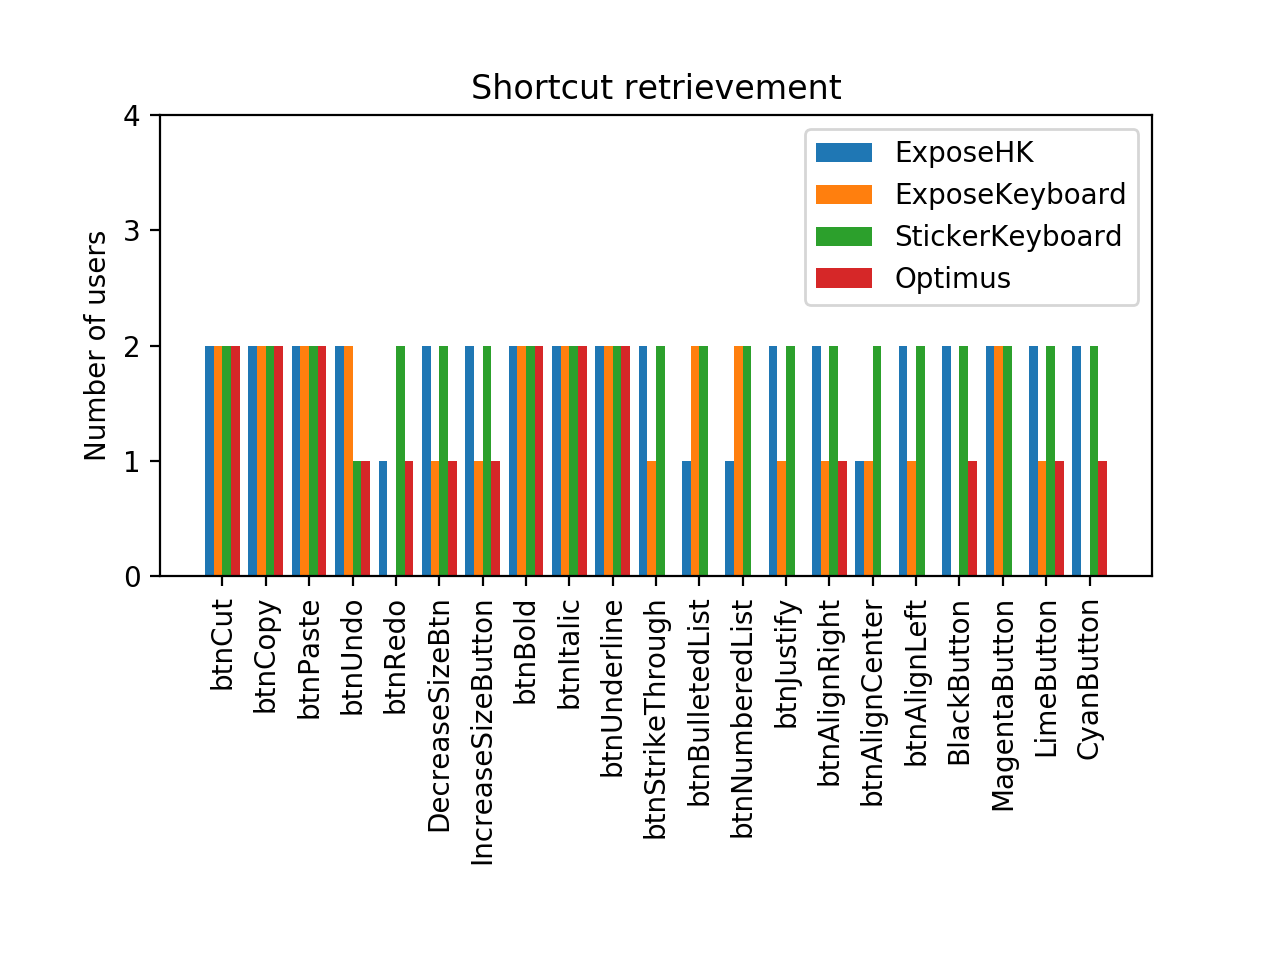 Shortcut retrievement
4
3
2
1
0
Number of users
ExposeHK
ExposeKeyboard
StickerKeyboard
Optimus
btnCut
btnCopy
btnPaste
btnUndo
btnRedo
DecreaseSizeBtn
IncreaseSizeButton
btnBold
btnItalic
btnUnderline
btnStrikeThrough
btnBulletedList
btnNumberedList
btnJustify
btnAlignRight
btnAlignCenter
btnAlignLeft
BlackButton
MagentaButton
LimeButton
CyanButton